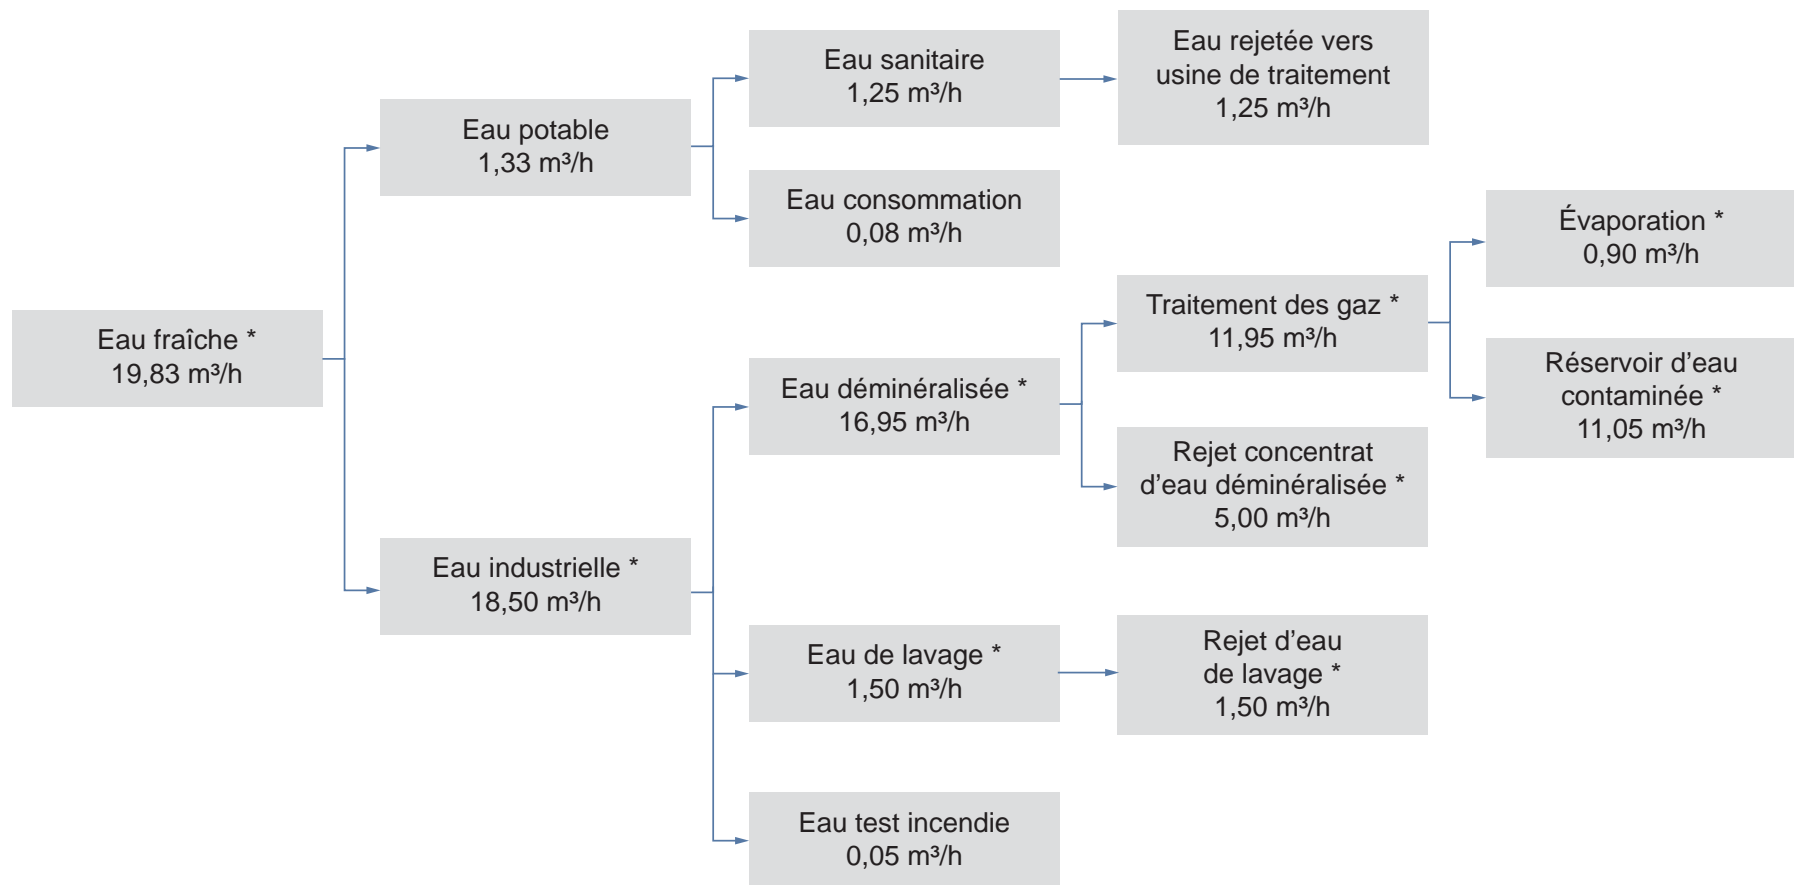 Eau fraîche *
19,83 m³/h
Eau potable
1,33 m³/h
Eau industrielle *
18,50 m³/h
Eau sanitaire
1,25 m³/h
Eau consommation
0,08 m³/h
Eau déminéralisée *
16,95 m³/h
Eau de lavage *
1,50 m³/h
Eau test incendie
0,05 m³/h
Eau rejetée vers
usine de traitement
1,25 m³/h
Traitement des gaz *
11,95 m³/h
Rejet concentrat
d’eau déminéralisée *
5,00 m³/h
Rejet d’eau
de lavage *
1,50 m³/h
Évaporation *
0,90 m³/h
Réservoir d’eau
contaminée *
11,05 m³/h